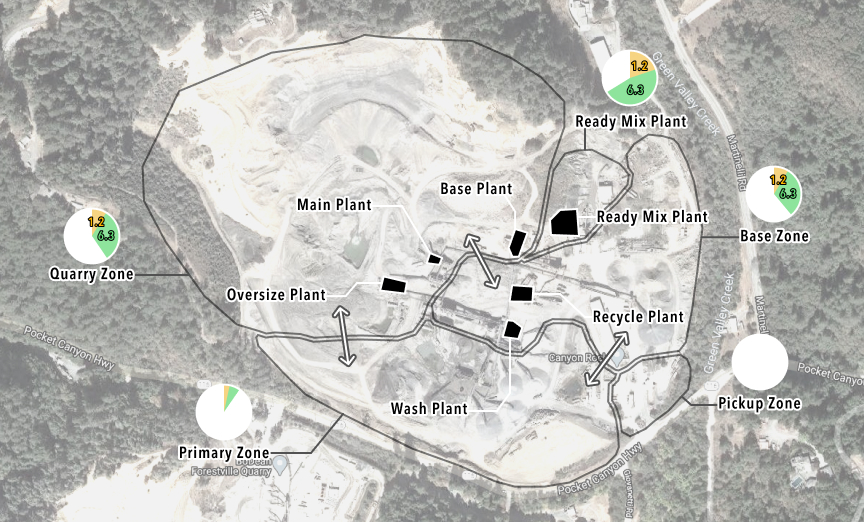 1.2
6.3
Green Valley Creek
Ready Mix Plant
Martinelli Rd
Base Plant
1.2
6.3
Main Plant
Ready Mix Plant
1.2
6.3
Base Zone
Quarry Zone
Oversize Plant
Green Valley Creek
Recycle Plant
Pocket Canyon Hwy
Canyon Rock
Pocket Canyo
Wash Plant
Pickup Zone
Primary Zone
Forestville Quarry
Pocket Canyon Hwy